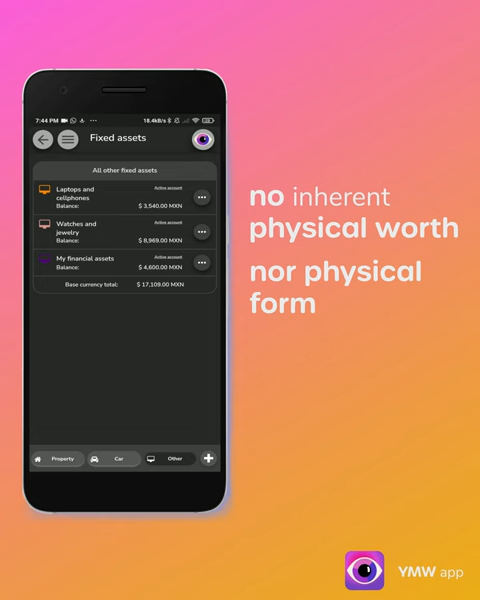 7:44 PM
18.4kB/s
Fixed assets
All other fixed assets
Laptops and
cellphones
Active account
Balance:
$ 3,540.00 MXN
Watches and
jewelry
Active account
Balance:
$ 8,969.00 MXN
My financial assets
Active account
Balance:
$ 4,600.00 MXN
Base currency total:
$ 17,109.00 MXN
Property
Car
Other
no inherent
physical worth
nor physical
form
YMW app